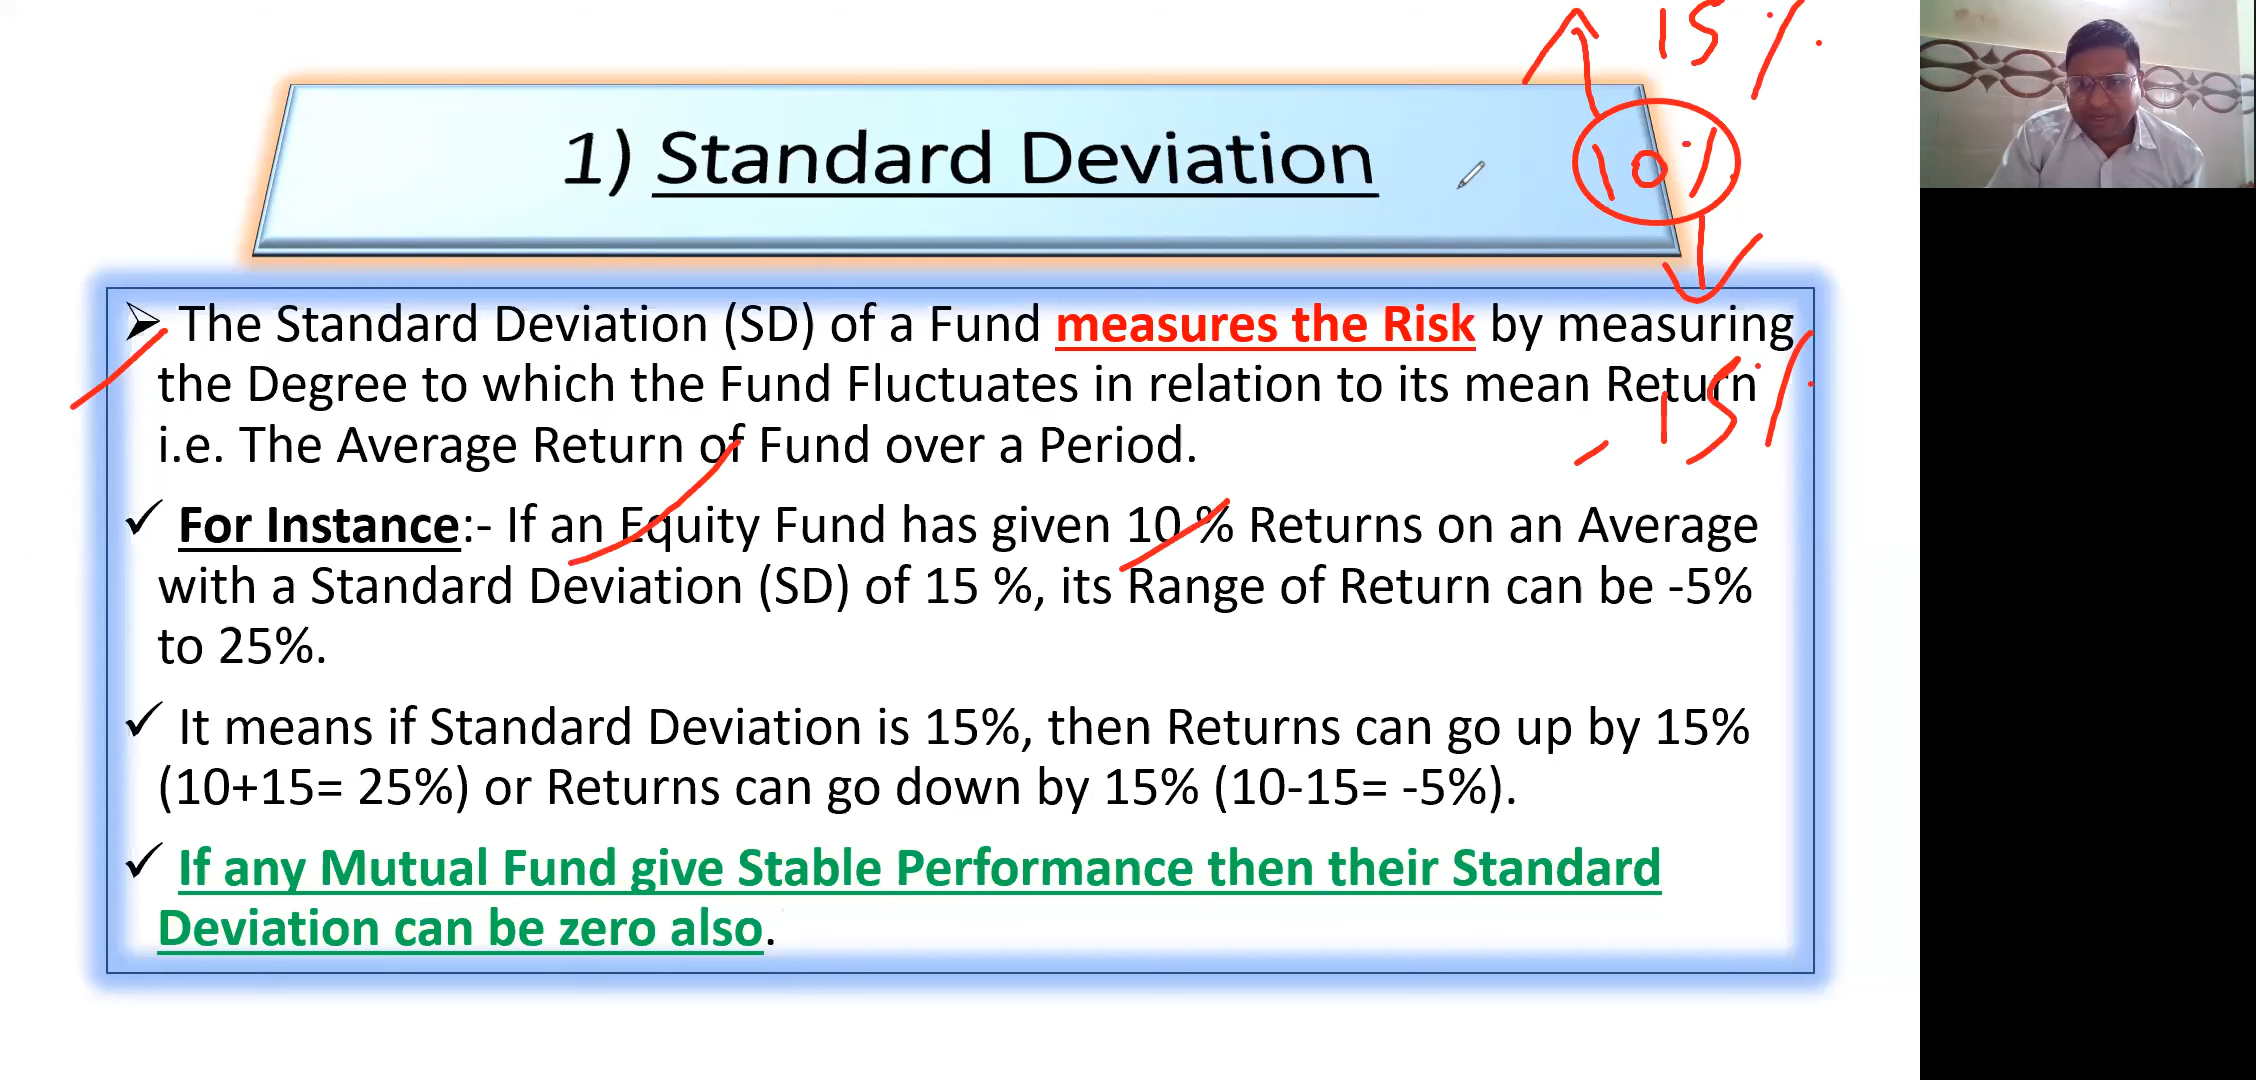 15 %.
1) Standard Deviation
10 %
➤ The Standard Deviation (SD) of a Fund measures the Risk by measuring
the Degree to which the Fund Fluctuates in relation to its mean Return
- 15 %
i.e. The Average Return of Fund over a Period.
✓ For Instance:- If an Equity Fund has given 10 % Returns on an Average
with a Standard Deviation (SD) of 15 %, its Range of Return can be -5%
to 25%.
✓ It means if Standard Deviation is 15%, then Returns can go up by 15%
(10+15= 25%) or Returns can go down by 15% (10-15= -5%).
✓ If any Mutual Fund give Stable Performance then their Standard
Deviation can be zero also.